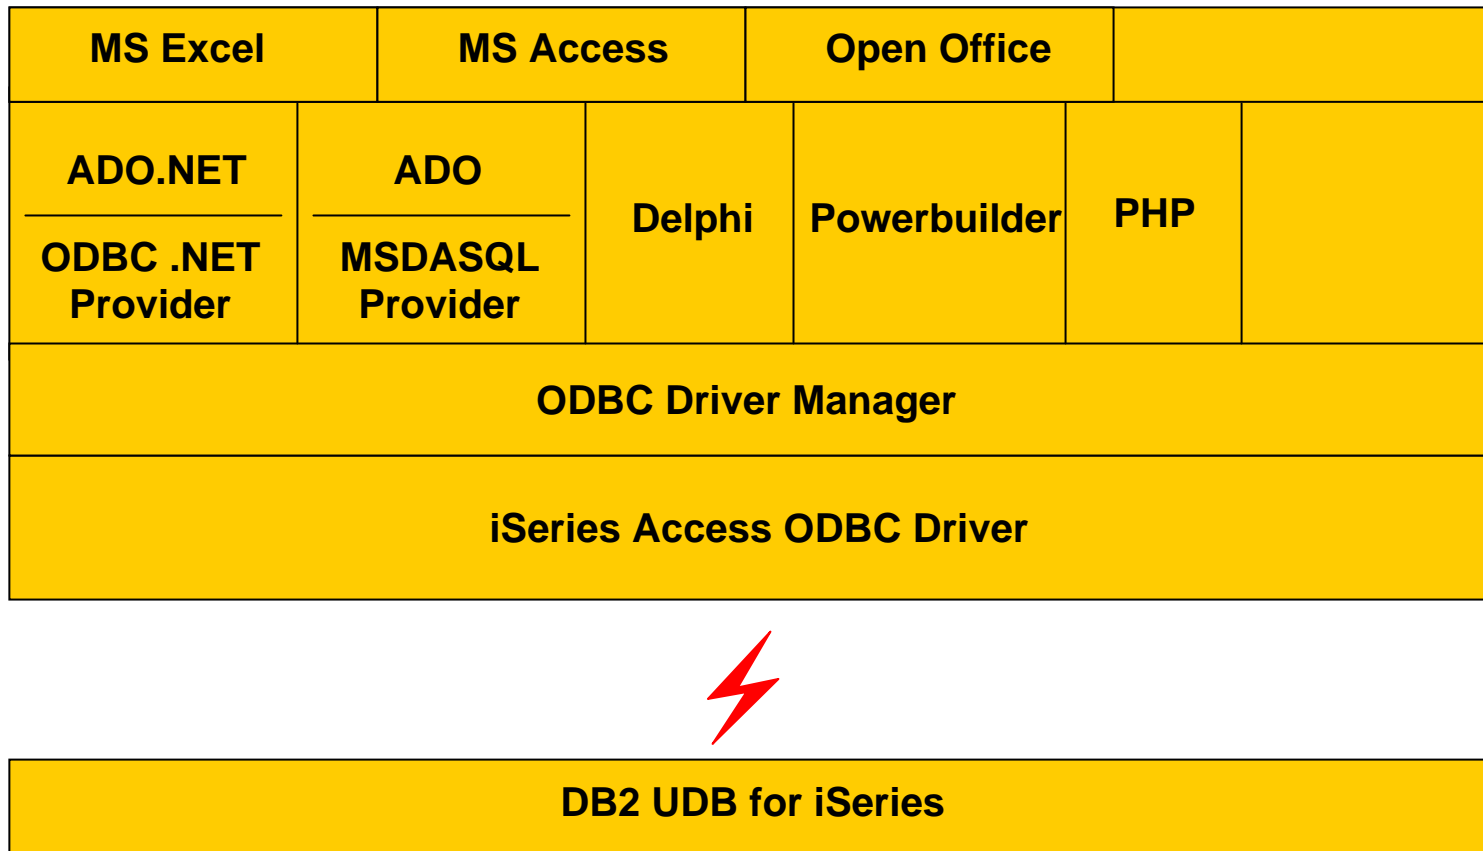 MS Excel
MS Access
Open Office
ADO.NET
ODBC .NET
Provider
ADO
MSDASQL
Provider
Delphi
Powerbuilder
PHP
ODBC Driver Manager
iSeries Access ODBC Driver
DB2 UDB for iSeries